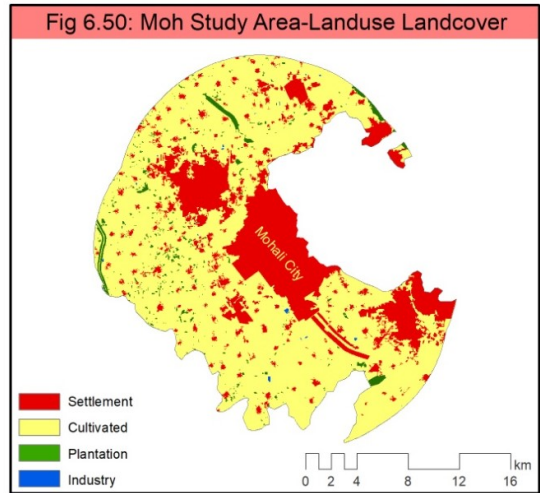 Fig 6.50: Moh Study Area-Landuse Landcover
Mohali City
Settlement
Cultivated
Plantation
Industry
km
0 2 4 8 12 16